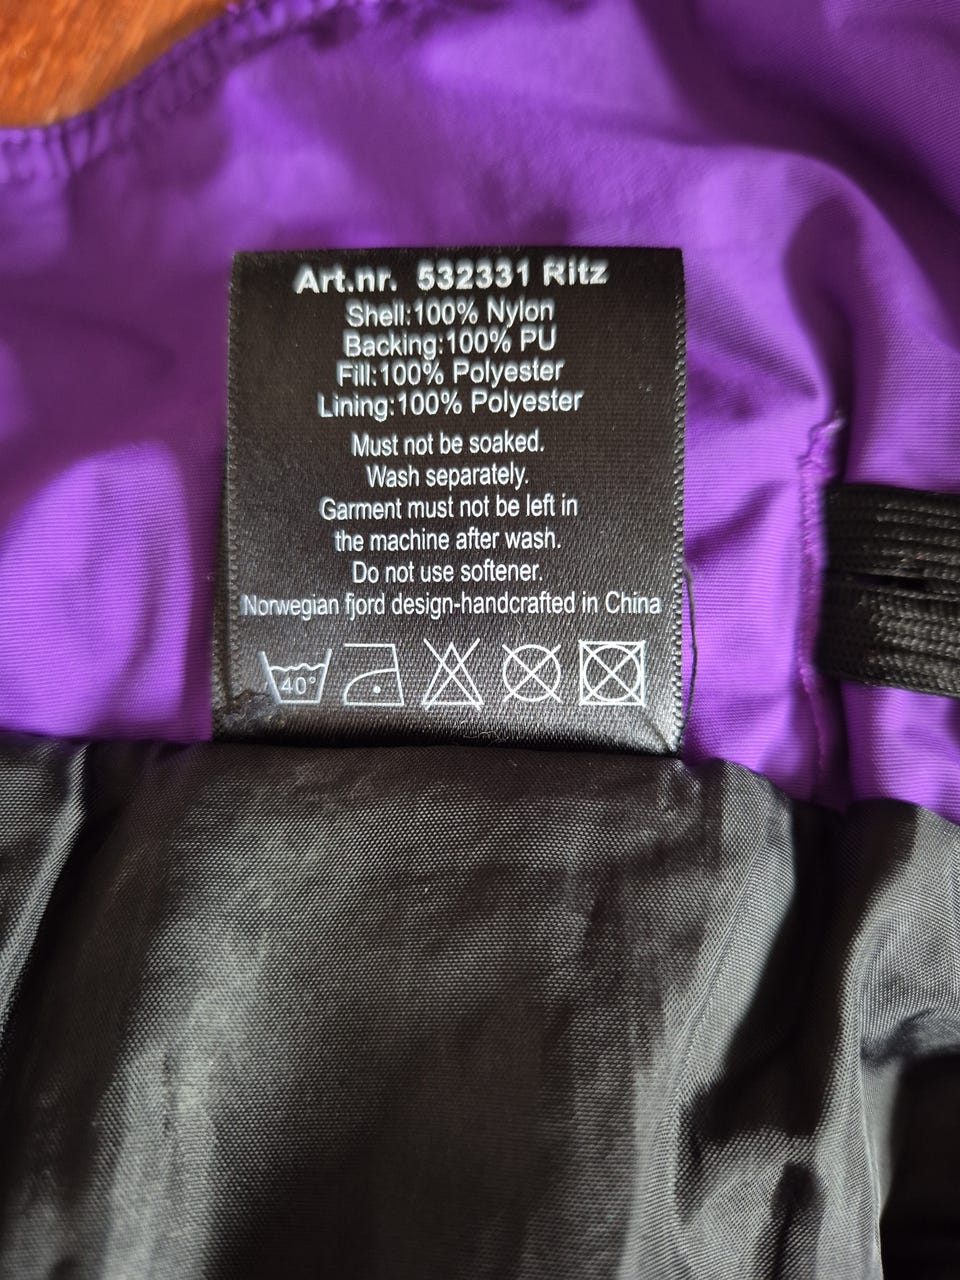 Art.nr. 532331 Ritz
Shell:100% Nylon
Backing:100% PU
Fill:100% Polyester
Lining:100% Polyester
Must not be soaked.
Wash separately.
Garment must not be left in
the machine after wash.
Do not use softener.
Norwegian fjord design-handcrafted in China
40°